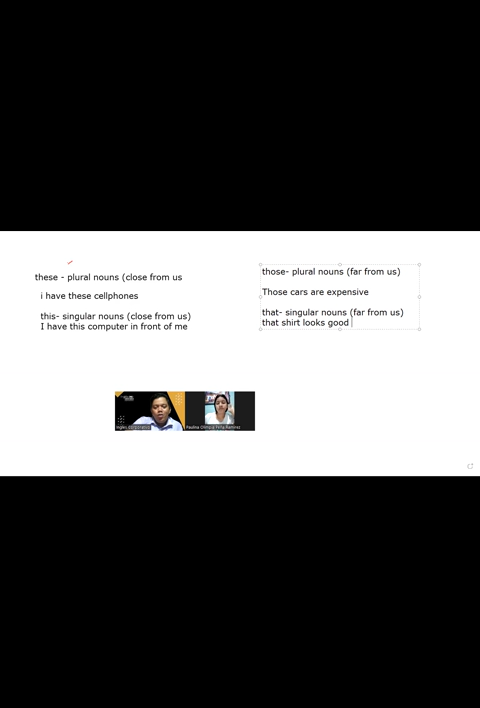 these - plural nouns (close from us
i have these cellphones
this- singular nouns (close from us)
I have this computer in front of me
those- plural nouns (far from us)
Those cars are expensive
that- singular nouns (far from us)
that shirt looks good